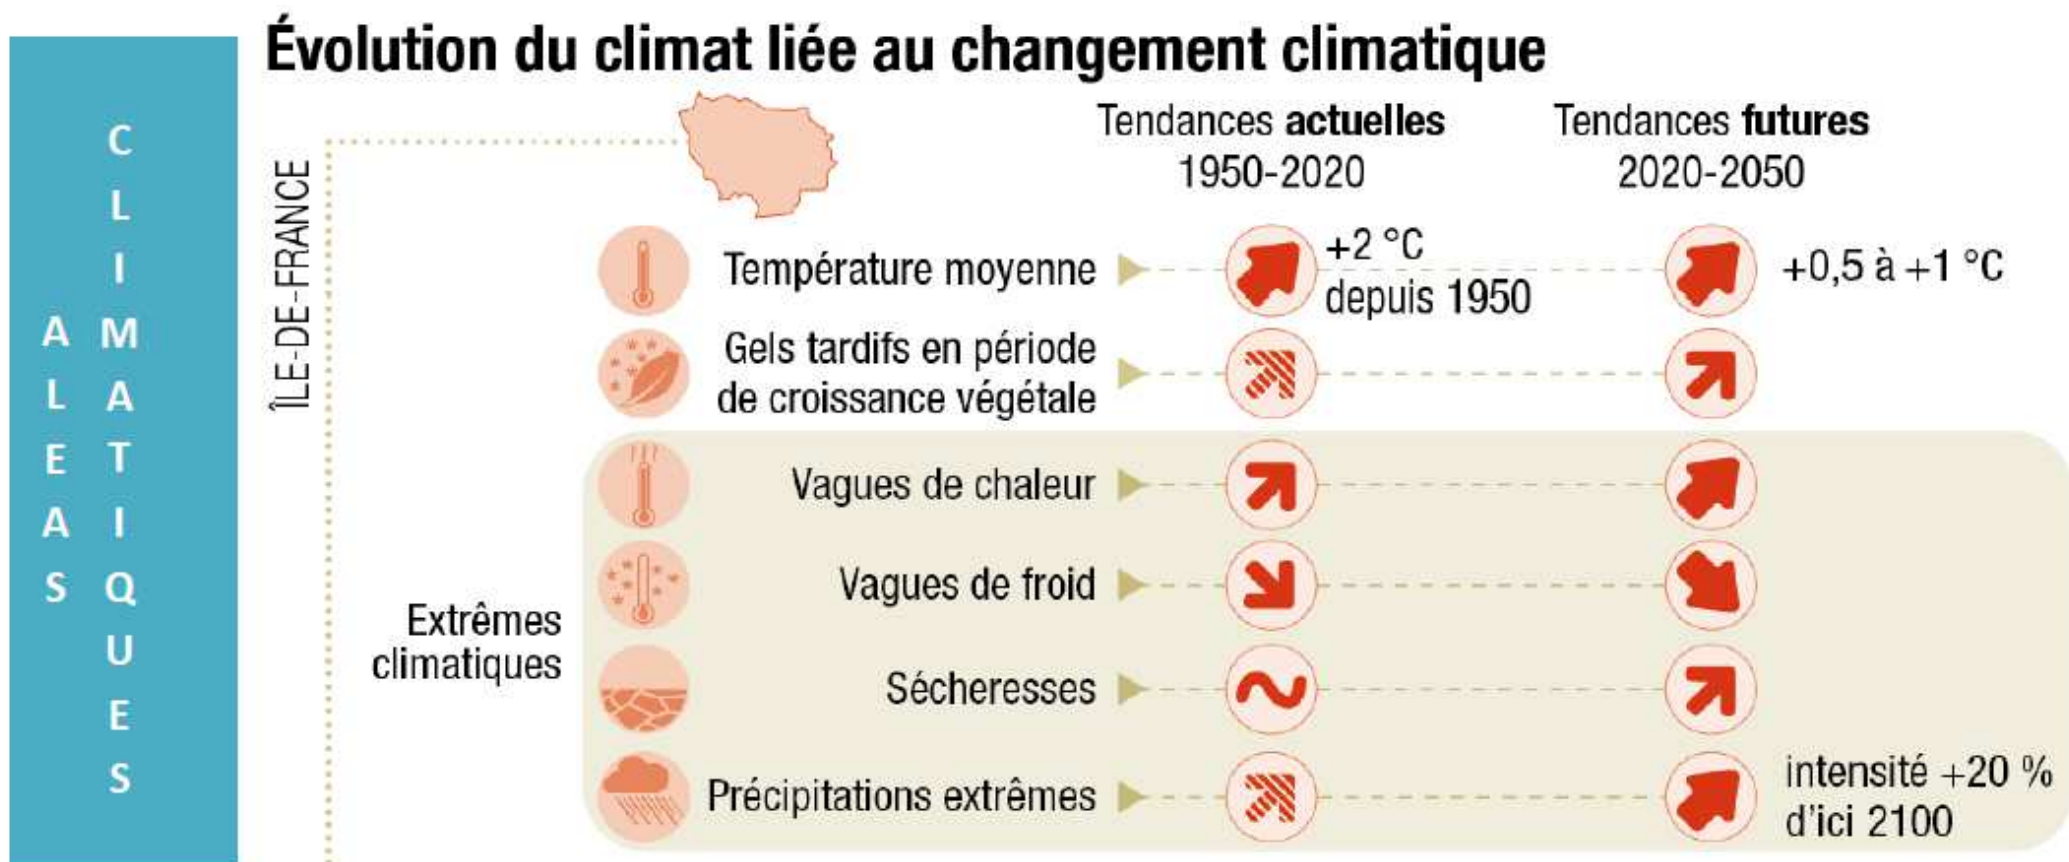 Évolution du climat liée au changement climatique
ALEAS
CLIMATIQUES
ÎLE-DE-FRANCE
Tendances actuelles
1950-2020
Tendances futures
2020-2050
Température moyenne
+2 °C
depuis 1950
+0,5 à +1 °C
Gels tardifs en période
de croissance végétale
Extrêmes
climatiques
Vagues de chaleur
Vagues de froid
Sécheresses
Précipitations extrêmes
intensité +20 %
d'ici 2100